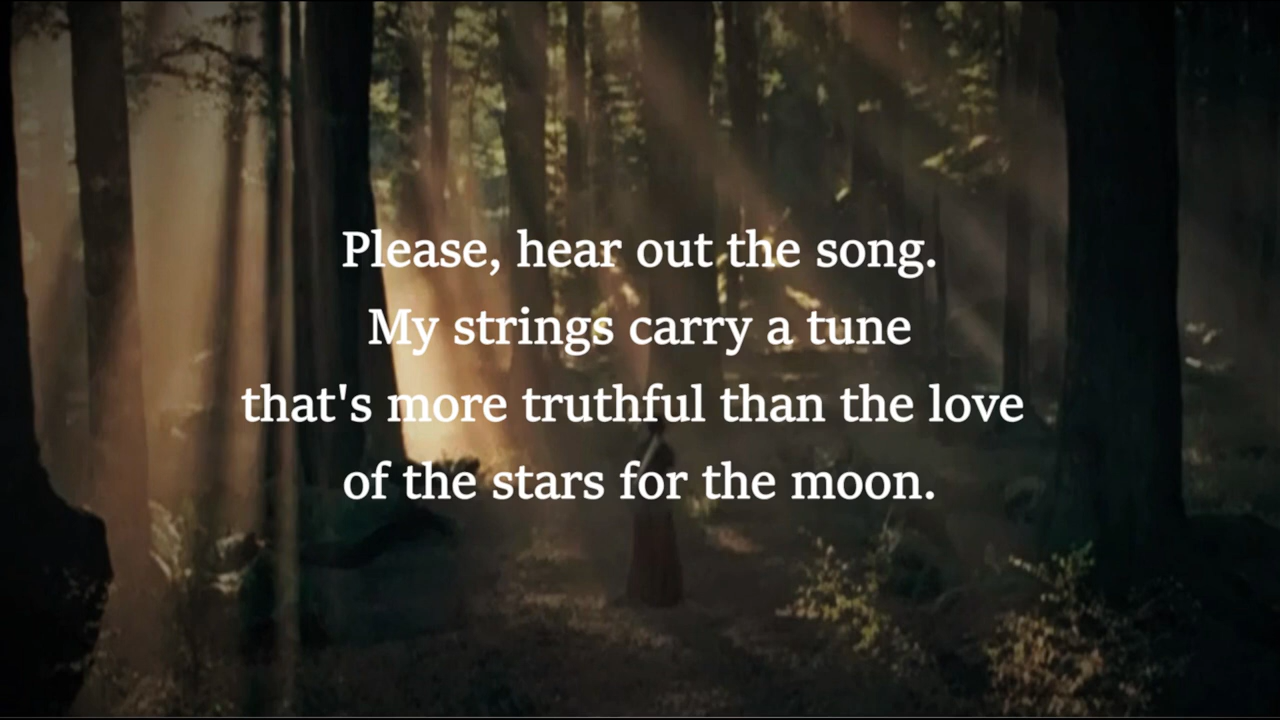 Please, hear out the song.
My strings carry a tune
that's more truthful than the love
of the stars for the moon.